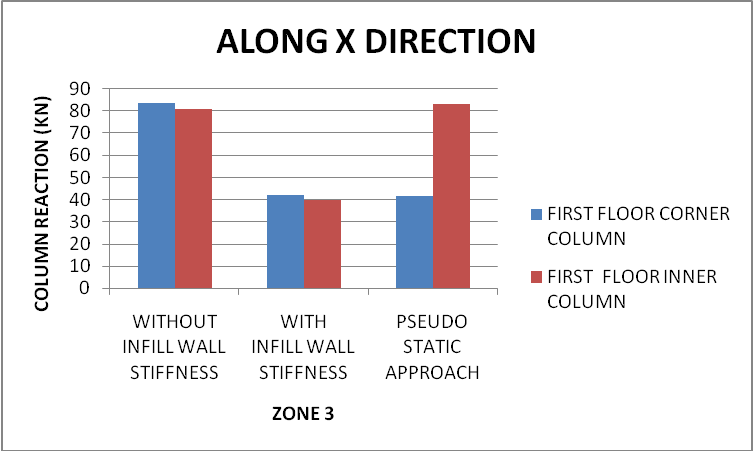 ALONG X DIRECTION
COLUMN REACTION (KN)
90
80
70
60
50
40
30
20
10
0
WITHOUT
INFILL WALL
STIFFNESS
WITH
INFILL WALL
STIFFNESS
PSEUDO
STATIC
APPROACH
ZONE 3
FIRST FLOOR CORNER
COLUMN
FIRST FLOOR INNER
COLUMN